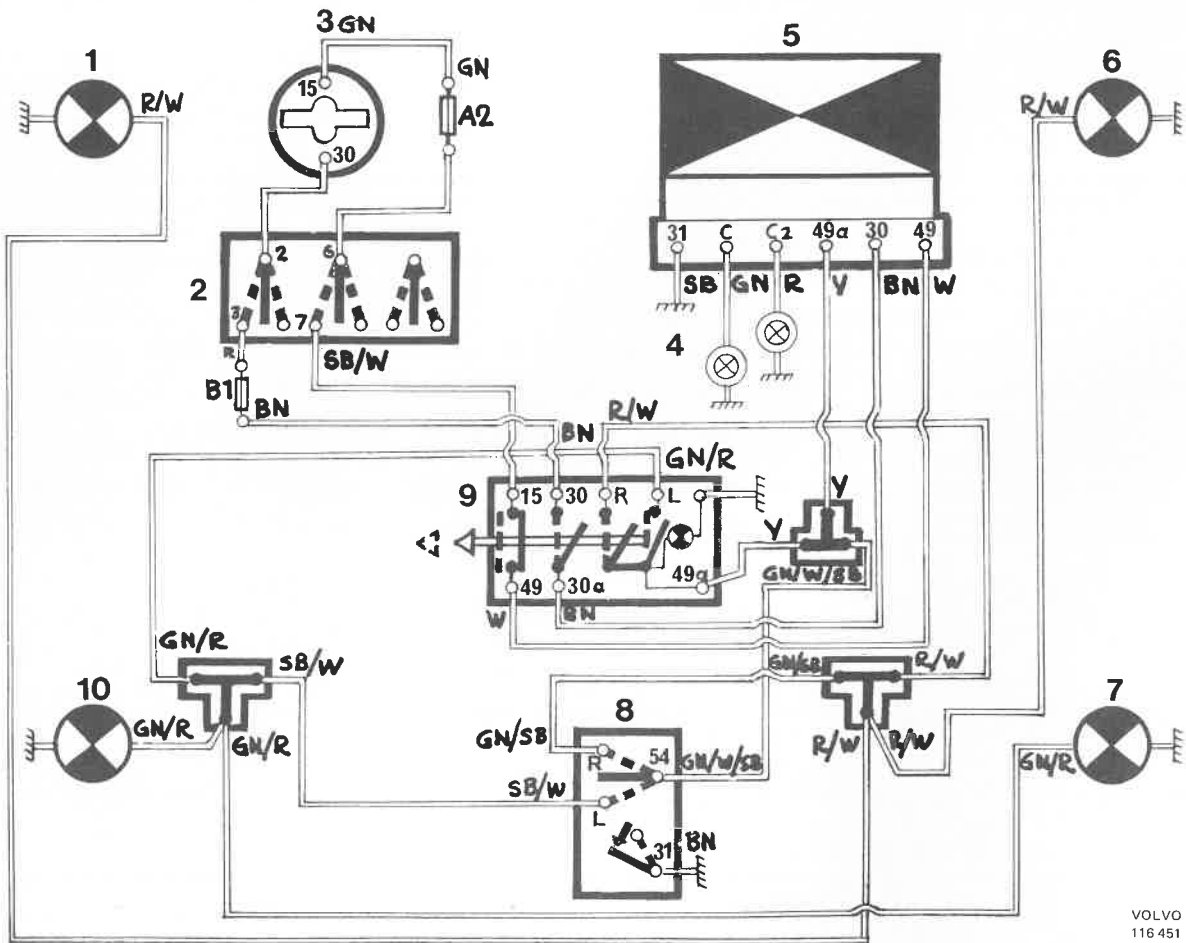 3 GN
5
1
6
GN
R/W
15
A2
R/W
30
31 C C2 49a 30 49
2 6
SB GN R Y BN W
2
3 7
4
R SB/W
B1
BN
R/W
BN
GN/R
9 15 30 R L
Y
Y
A1
49a
GN/W/SB
49 30a
W BN
GN/R
SB/W
GN/SB R/W
10
8
7
GN/R
GN/R
GN/SB
R 54 GN/W/SB
R/W R/W
GN/R
SB/W
L
31 BN
VOLVO
116 451